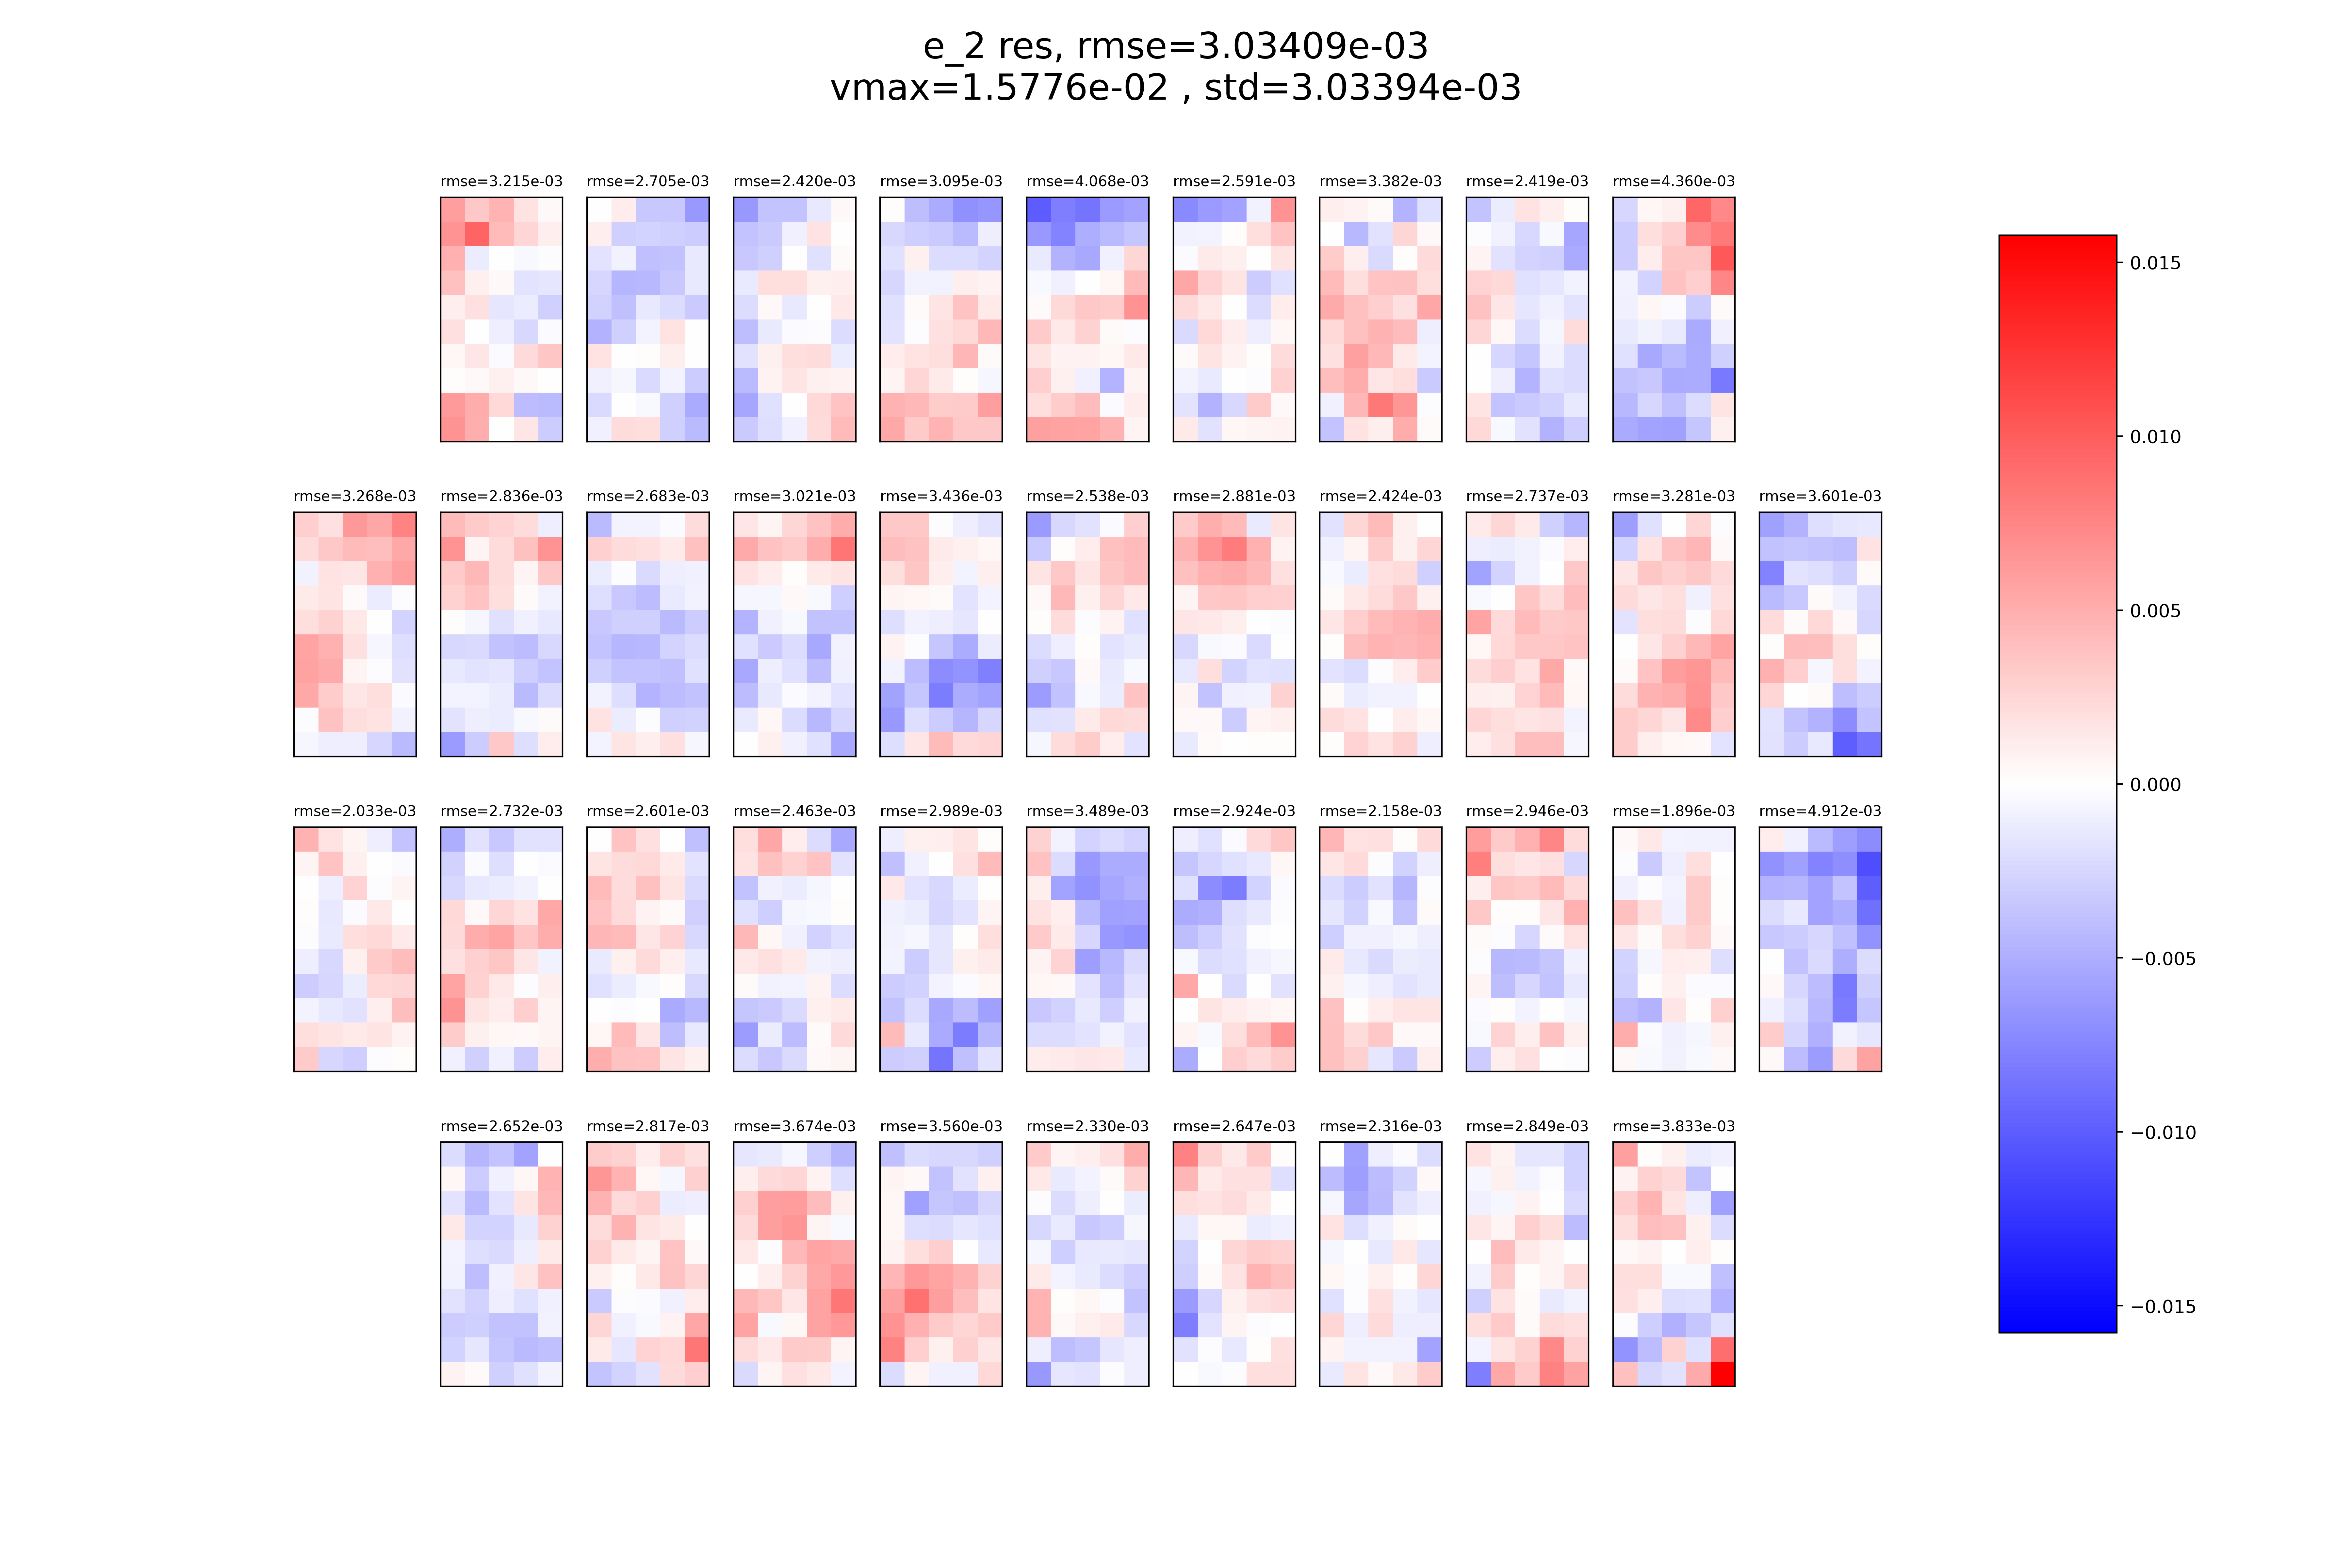 e_2 res, rmse=3.03409e-03
vmax=1.5776e-02 , std=3.03394e-03
rmse=3.215e-03 rmse=2.705e-03 rmse=2.420e-03 rmse=3.095e-03 rmse=4.068e-03 rmse=2.591e-03 rmse=3.382e-03 rmse=2.419e-03 rmse=4.360e-03
rmse=3.268e-03 rmse=2.836e-03 rmse=2.683e-03 rmse=3.021e-03 rmse=3.436e-03 rmse=2.538e-03 rmse=2.881e-03 rmse=2.424e-03 rmse=2.737e-03 rmse=3.281e-03 rmse=3.601e-03
rmse=2.033e-03 rmse=2.732e-03 rmse=2.601e-03 rmse=2.463e-03 rmse=2.989e-03 rmse=3.489e-03 rmse=2.924e-03 rmse=2.158e-03 rmse=2.946e-03 rmse=1.896e-03 rmse=4.912e-03
rmse=2.652e-03 rmse=2.817e-03 rmse=3.674e-03 rmse=3.560e-03 rmse=2.330e-03 rmse=2.647e-03 rmse=2.316e-03 rmse=2.849e-03 rmse=3.833e-03
0.015
0.010
0.005
0.000
−0.005
−0.010
−0.015